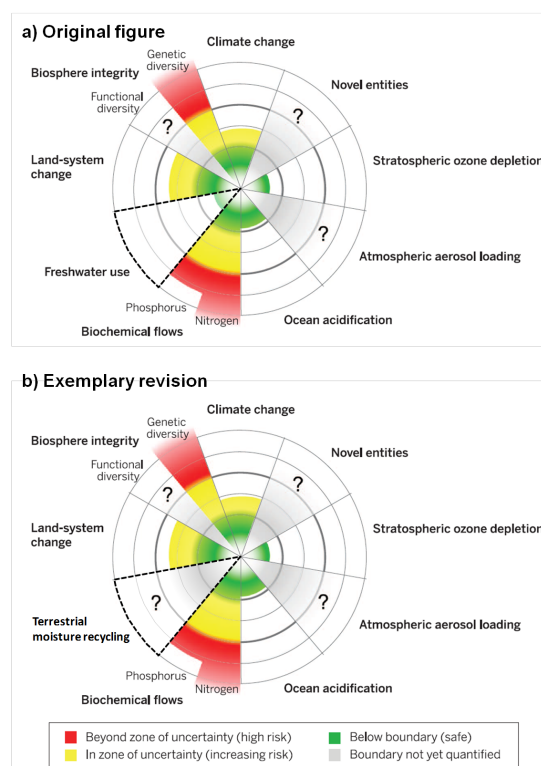 a) Original figure
Climate change
Genetic
diversity
Biosphere integrity
Novel entities
Functional
diversity
?
?
Land-system
change
Stratospheric ozone depletion
?
Atmospheric aerosol loading
Freshwater use
Phosphorus
Nitrogen
Ocean acidification
Biochemical flows
b) Exemplary revision
Climate change
Genetic
diversity
Biosphere integrity
Novel entities
Functional
diversity
?
?
Land-system
change
Stratospheric ozone depletion
?
?
Terrestrial
moisture recycling
Atmospheric aerosol loading
Phosphorus
Nitrogen
Ocean acidification
Biochemical flows
Beyond zone of uncertainty (high risk)
Below boundary (safe)
In zone of uncertainty (increasing risk)
Boundary not yet quantified